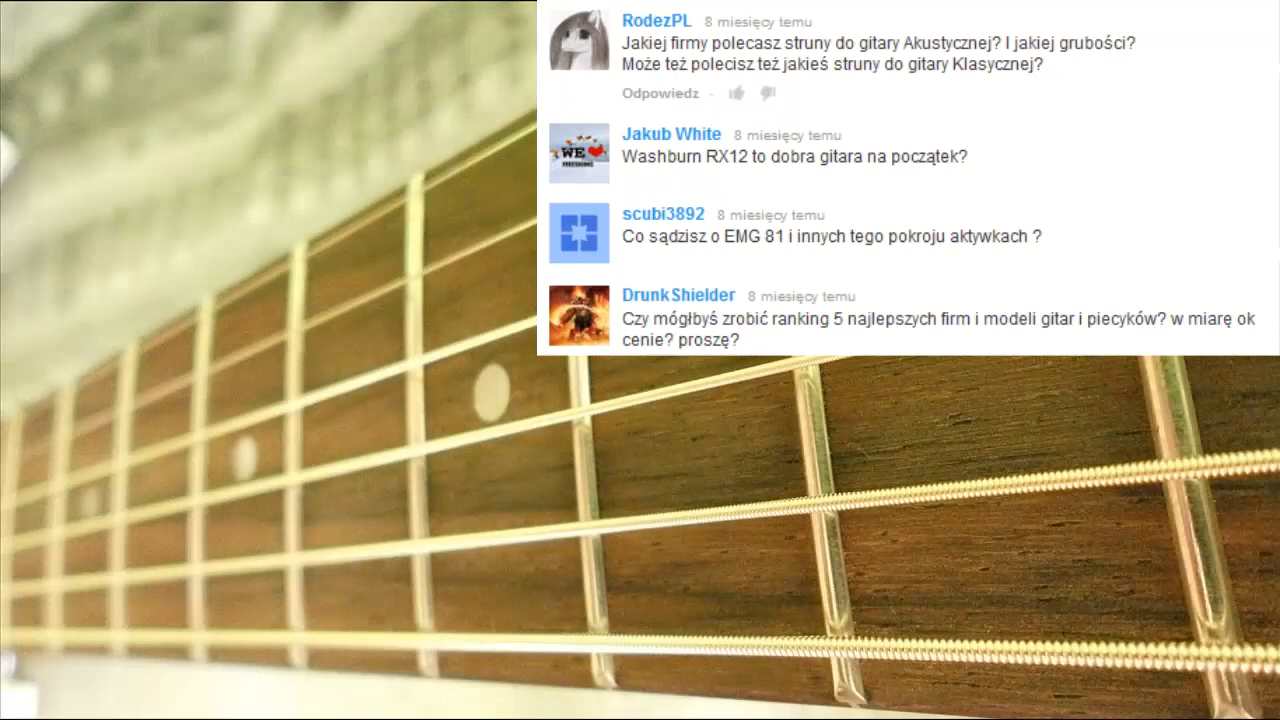 RodezPL 8 miesięcy temu
Jakiej firmy polecasz struny do gitary Akustycznej? I jakiej grubości?
Może też polecisz też jakieś struny do gitary Klasycznej?
Odpowiedz ·
WE
Jakub White 8 miesięcy temu
Washburn RX12 to dobra gitara na początek?
scubi3892 8 miesięcy temu
Co sądzisz o EMG 81 i innych tego pokroju aktywkach ?
DrunkShielder 8 miesięcy temu
Czy mógłbyś zrobić ranking 5 najlepszych firm i modeli gitar i piecyków? w miarę ok
cenie? proszę?